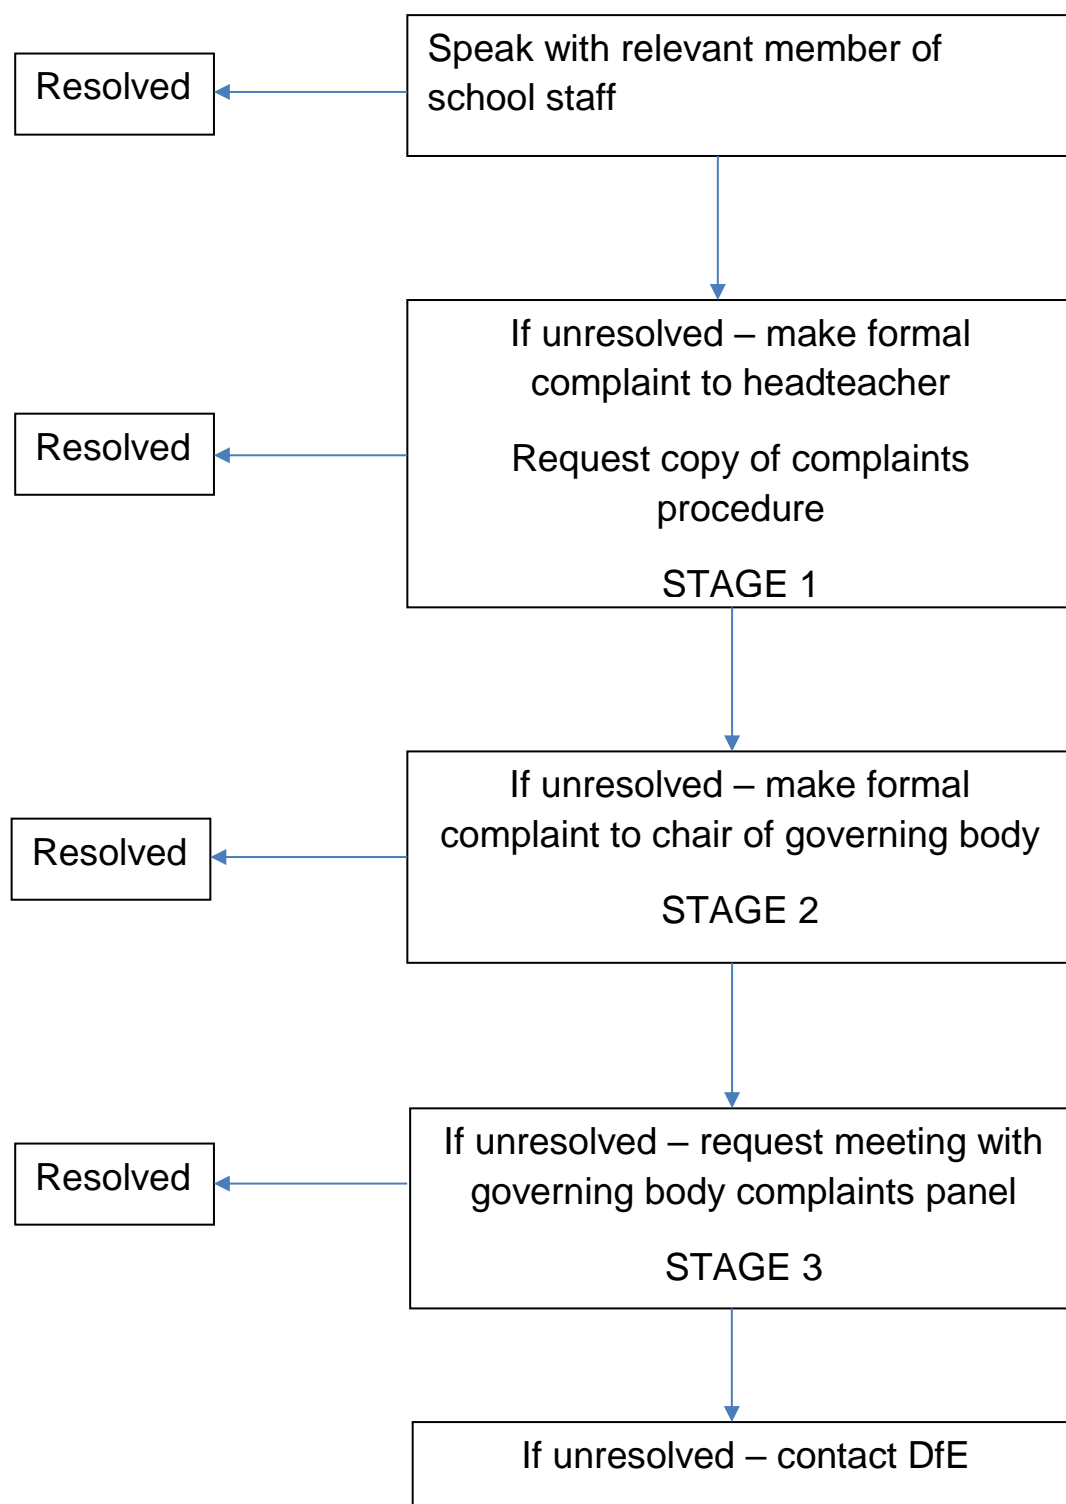 Speak with relevant member of
school staff
Resolved
If unresolved – make formal
complaint to headteacher
Request copy of complaints
procedure
STAGE 1
Resolved
If unresolved – make formal
complaint to chair of governing body
STAGE 2
Resolved
If unresolved – request meeting with
governing body complaints panel
STAGE 3
Resolved
If unresolved – contact DfE